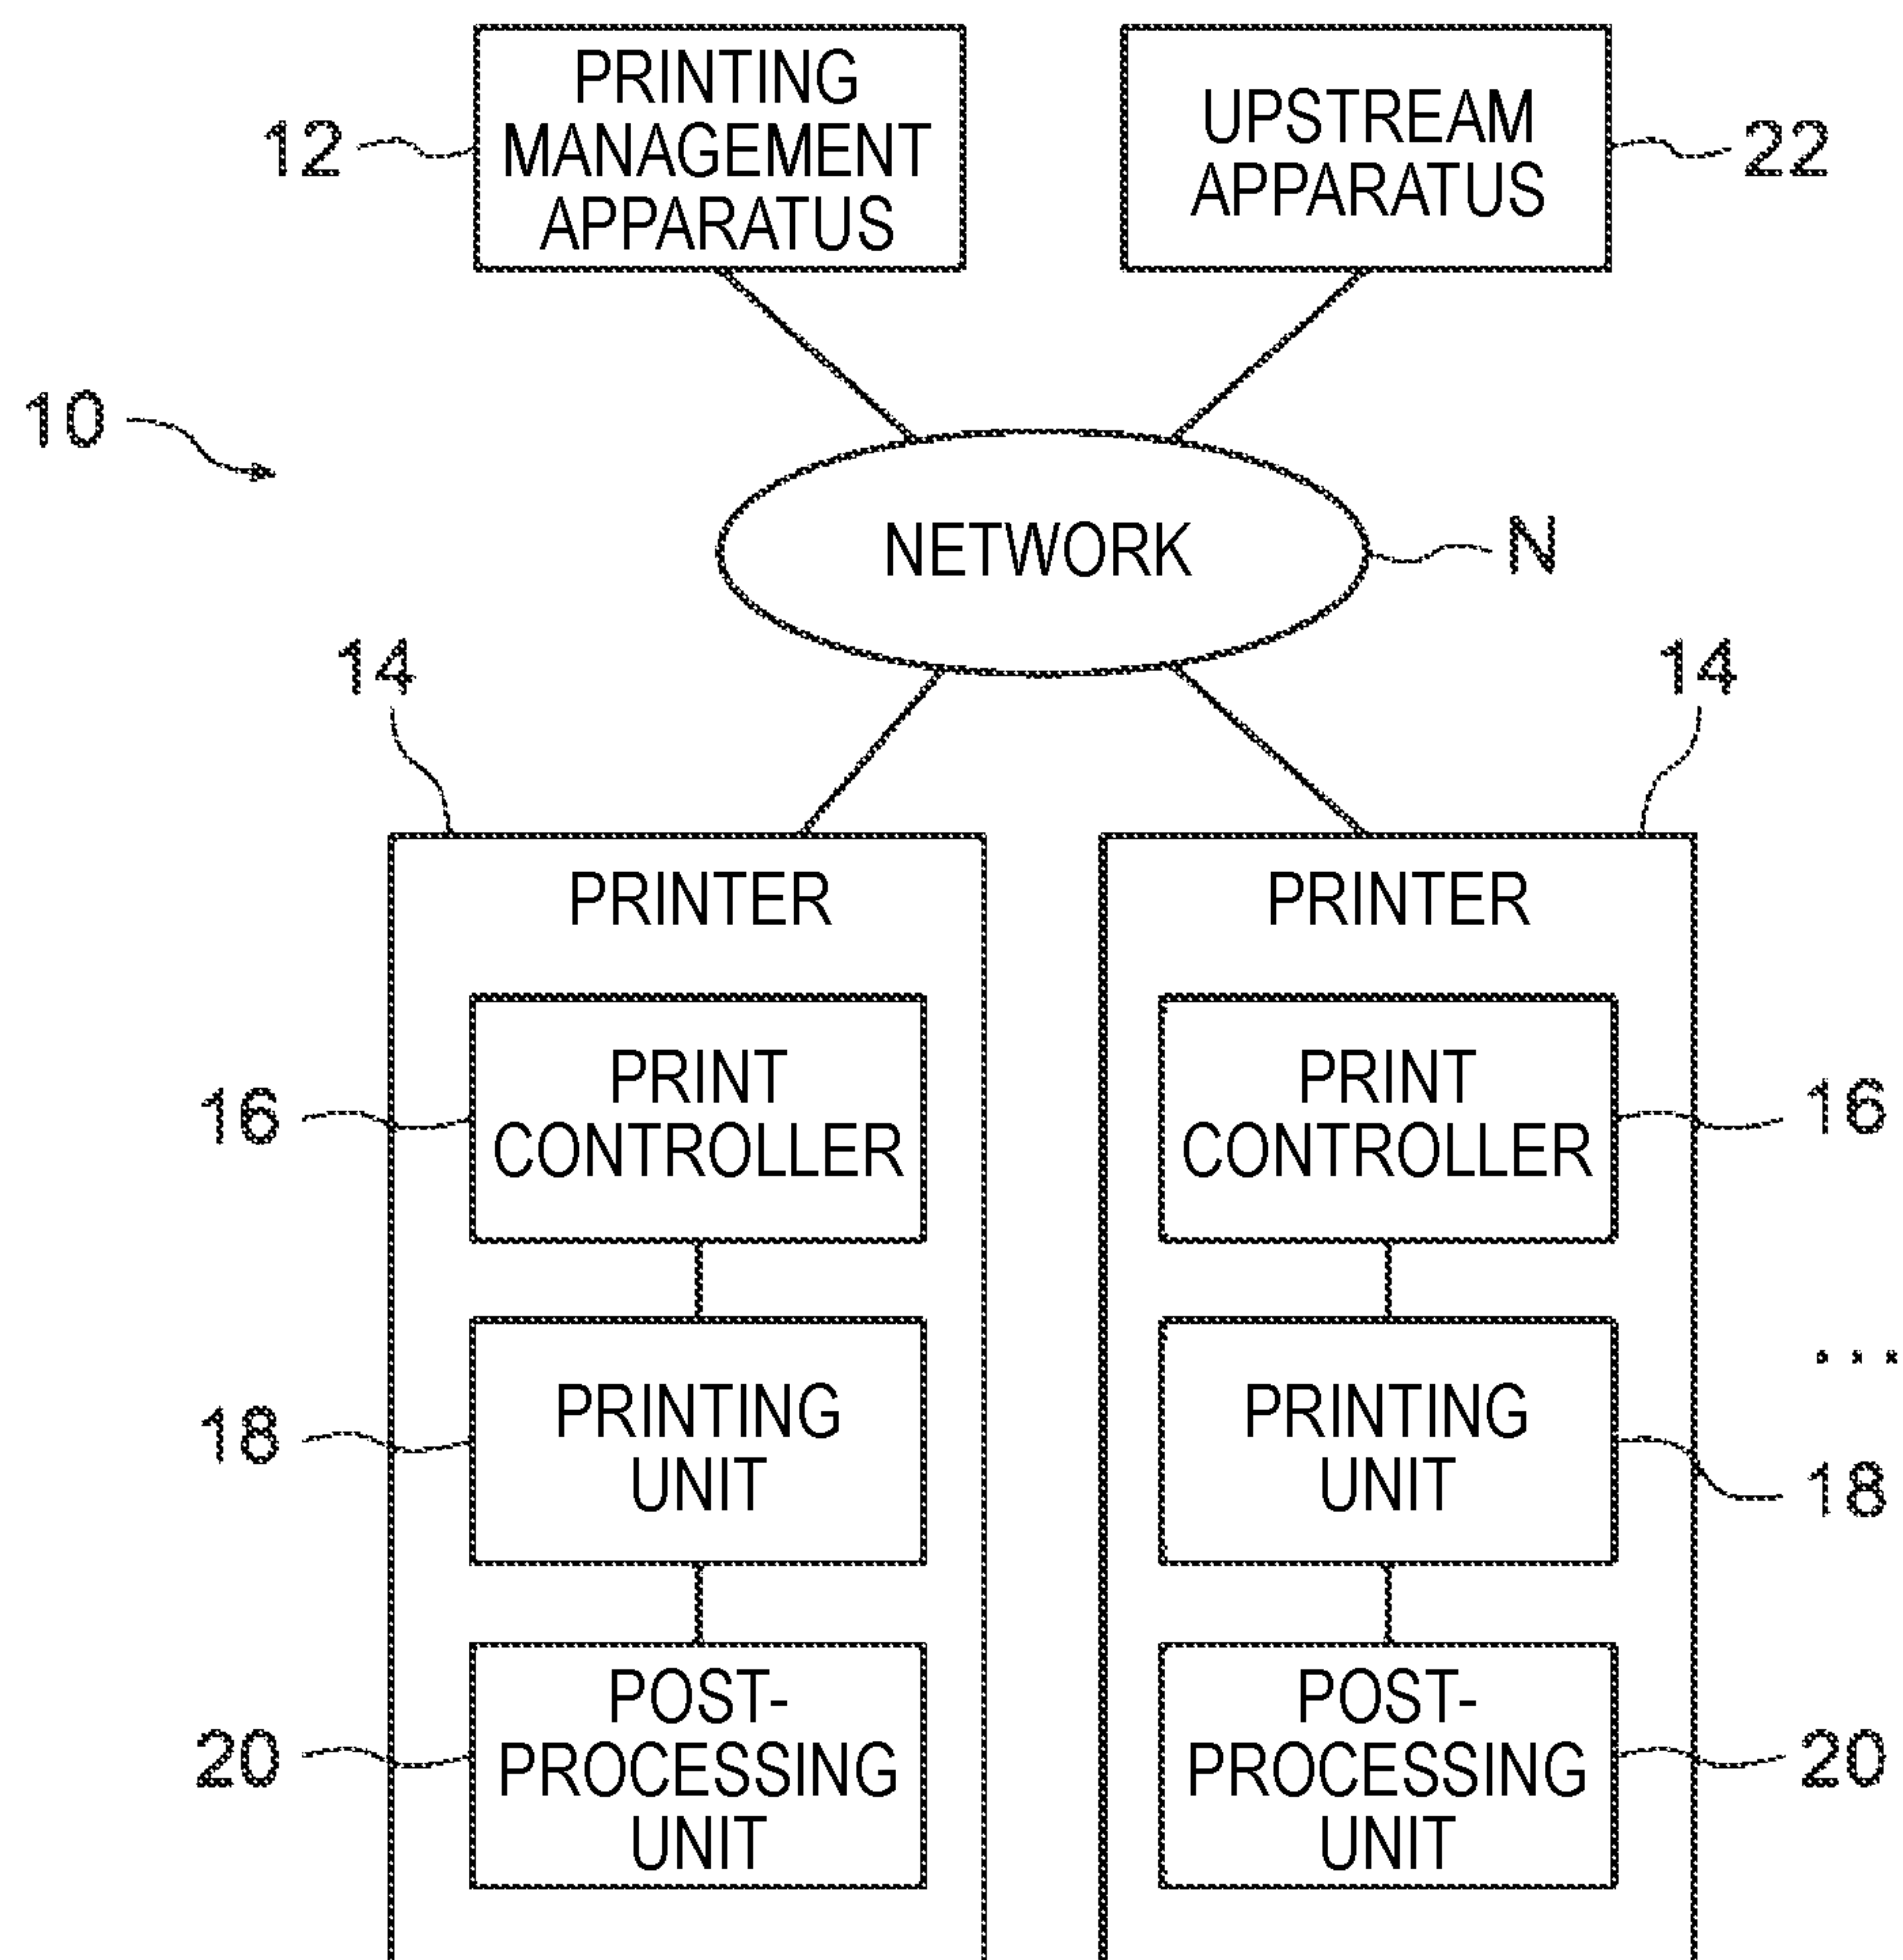 PRINTING
MANAGEMENT
APPARATUS
12
UPSTREAM
APPARATUS
22
10
NETWORK
N
14
14
PRINTER
PRINTER
16
PRINT
CONTROLLER
PRINT
CONTROLLER
16
18
PRINTING
UNIT
PRINTING
UNIT
18
...
20
POST-
PROCESSING
UNIT
POST-
PROCESSING
UNIT
20